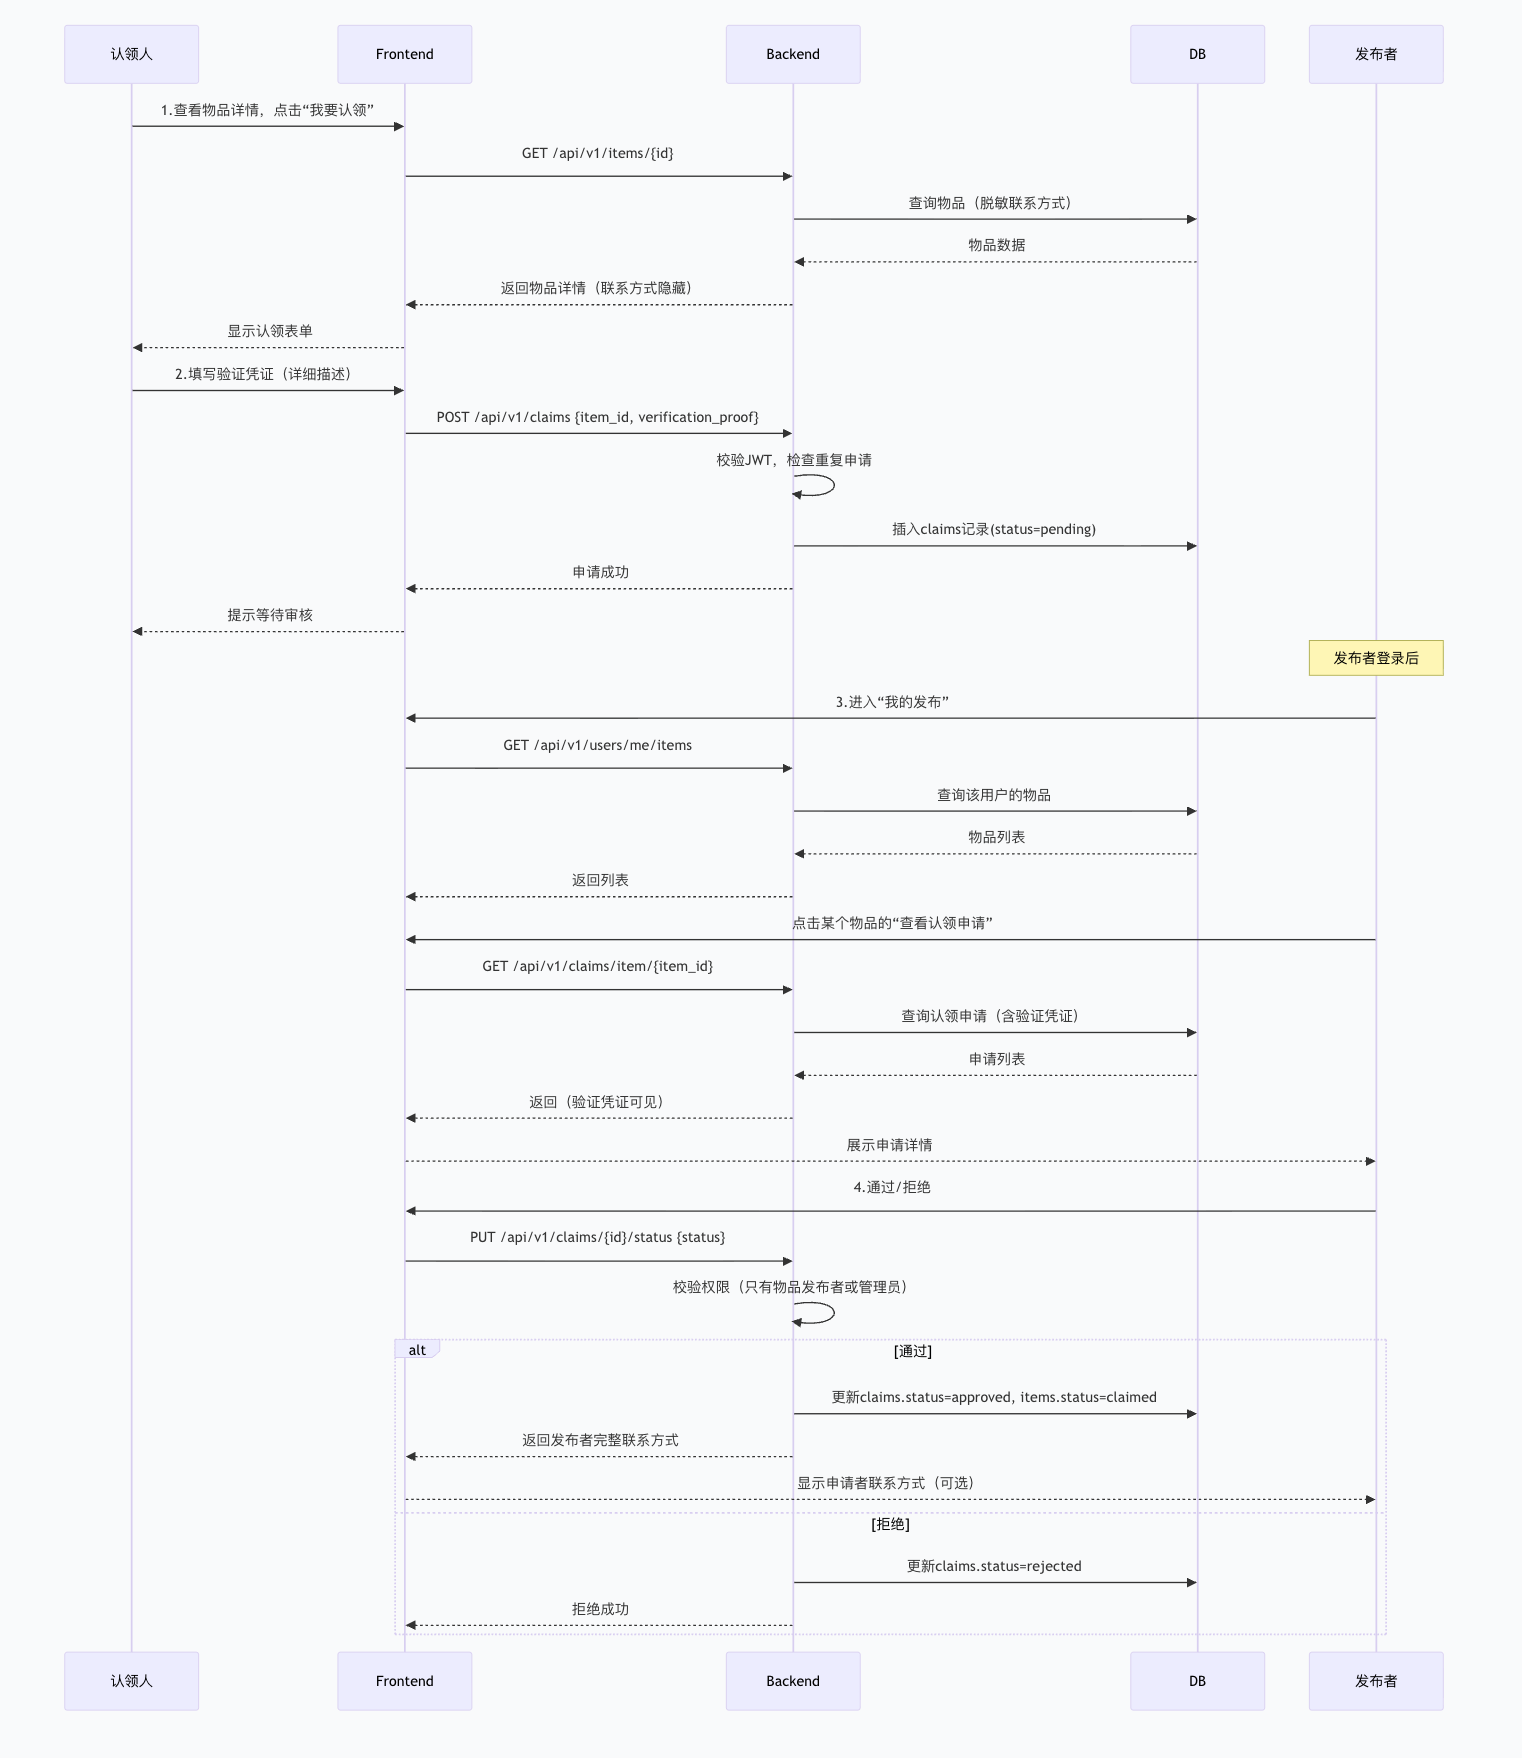 认领人
Frontend
Backend
DB
发布者
1.查看物品详情，点击“我要认领”
GET /api/v1/items/{id}
查询物品（脱敏联系方式）
物品数据
返回物品详情（联系方式隐藏）
显示认领表单
2.填写验证凭证（详细描述）
POST /api/v1/claims {item_id, verification_proof}
校验JWT，检查重复申请
插入claims记录(status=pending)
申请成功
提示等待审核
发布者登录后
3.进入“我的发布”
GET /api/v1/users/me/items
查询该用户的物品
物品列表
返回列表
点击某个物品的“查看认领申请”
GET /api/v1/claims/item/{item_id}
查询认领申请（含验证凭证）
申请列表
返回（验证凭证可见）
展示申请详情
4.通过/拒绝
PUT /api/v1/claims/{id}/status {status}
校验权限（只有物品发布者或管理员）
alt
[通过]
更新claims.status=approved, items.status=claimed
返回发布者完整联系方式
显示申请者联系方式（可选）
[拒绝]
更新claims.status=rejected
拒绝成功
认领人
Frontend
Backend
DB
发布者